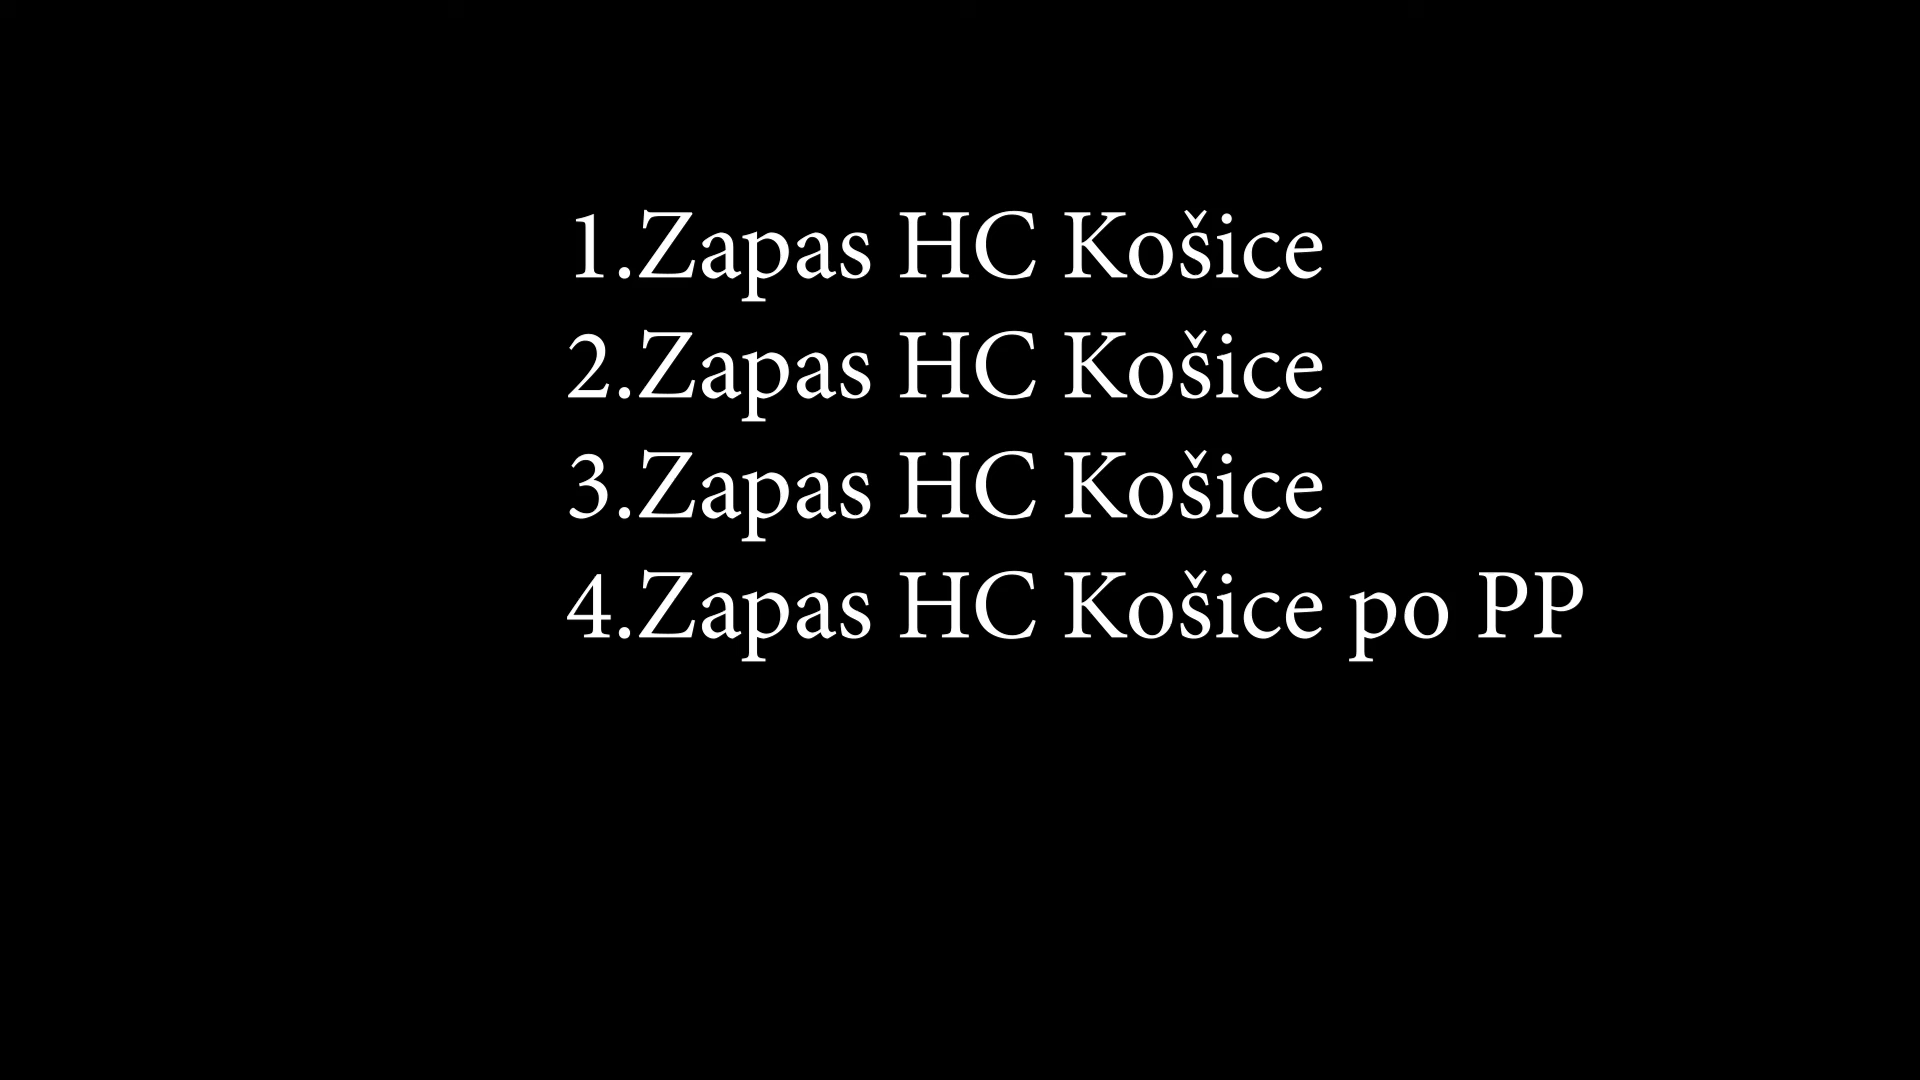 1.Zapas HC Košice
2.Zapas HC Košice
3.Zapas HC Košice
4.Zapas HC Košice po PP